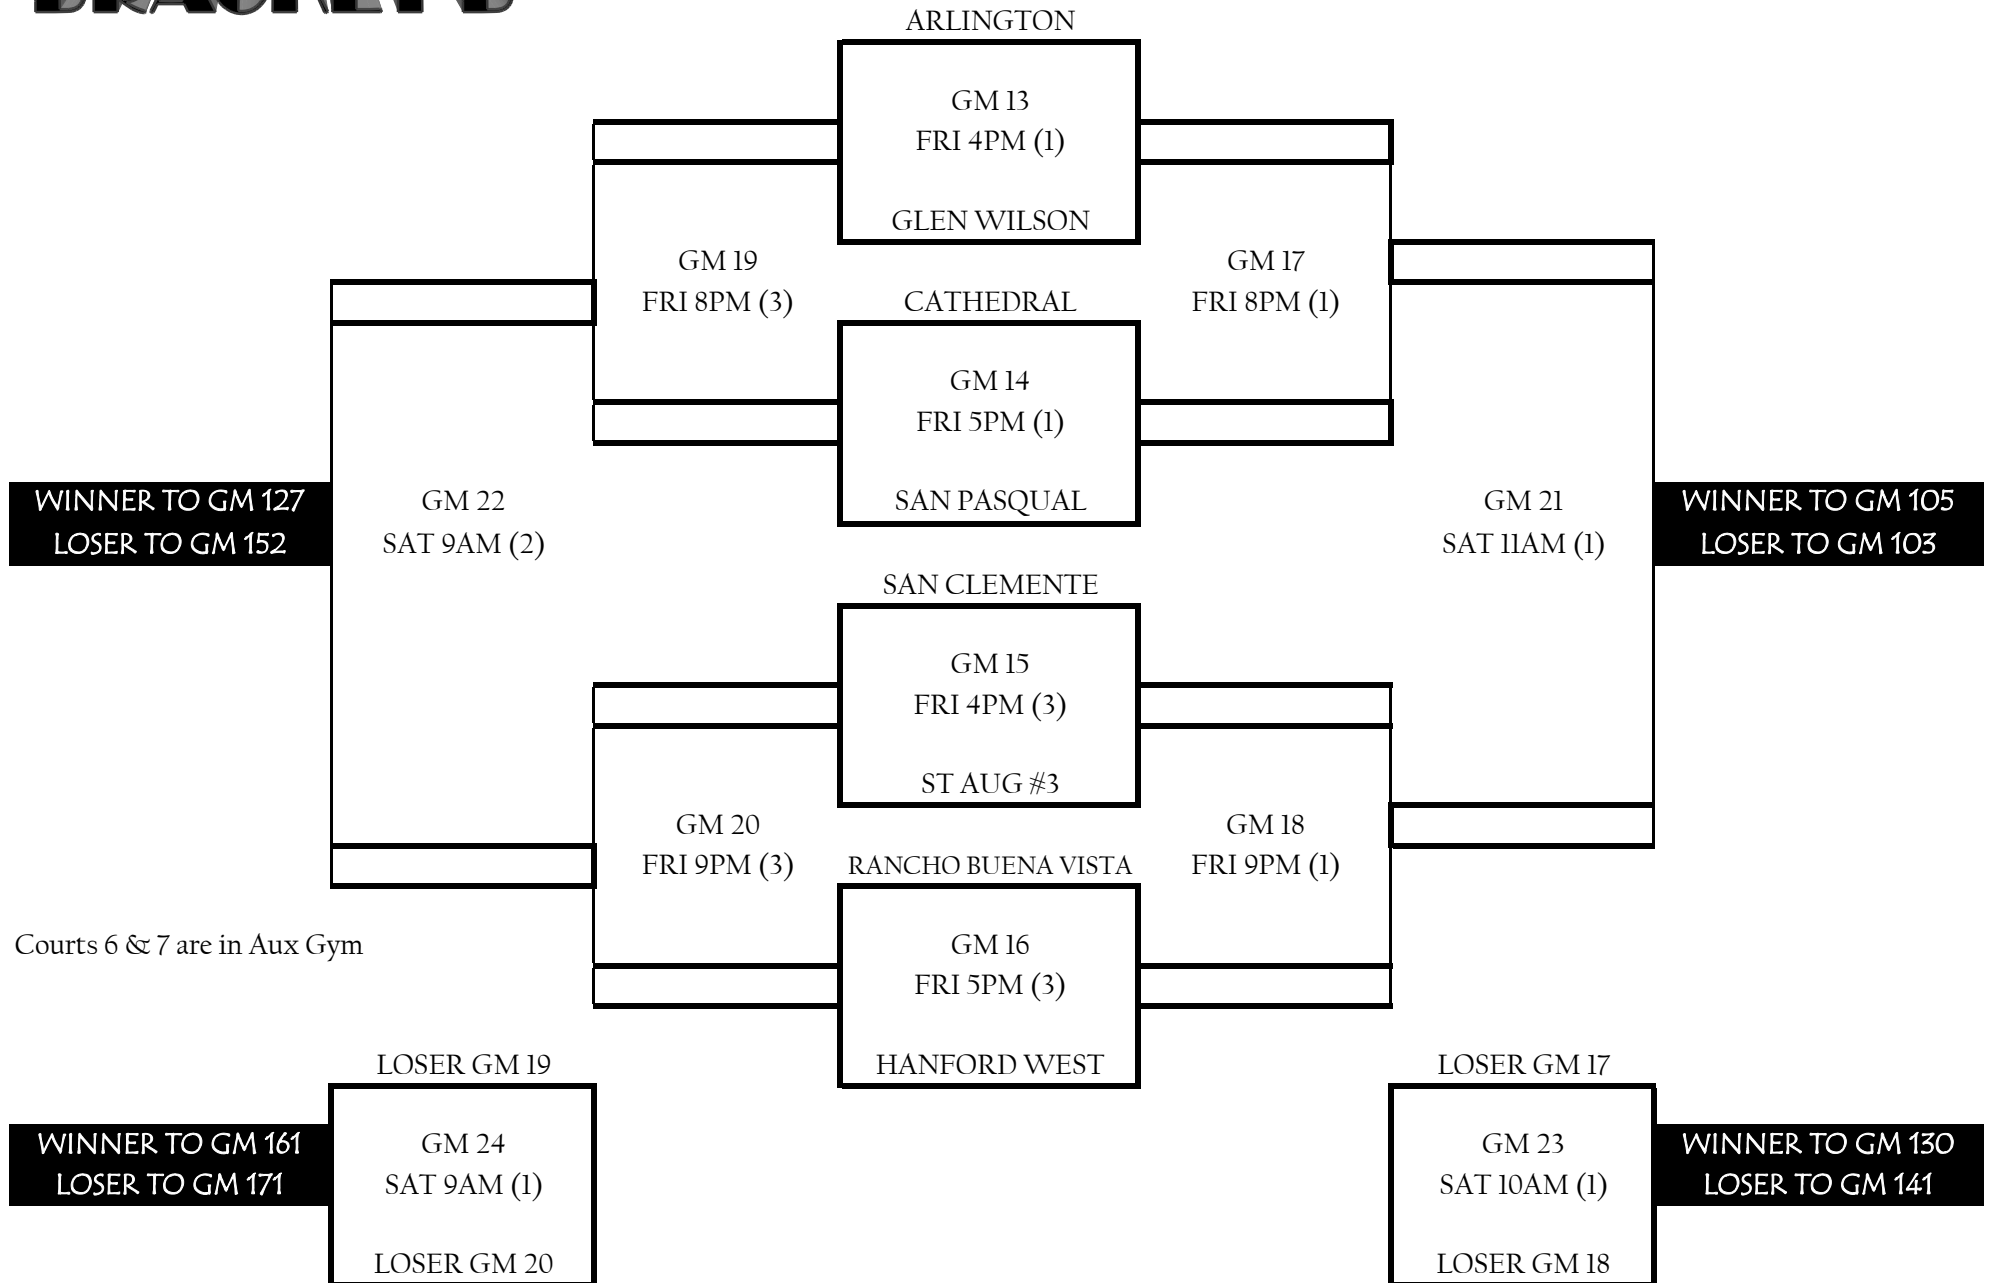 BRACKET B
ARLINGTON
GM 13
FRI 4PM (1)
GLEN WILSON
GM 19
FRI 8PM (3)
GM 17
FRI 8PM (1)
CATHEDRAL
GM 14
FRI 5PM (1)
SAN PASQUAL
WINNER TO GM 127
LOSER TO GM 152
GM 22
SAT 9AM (2)
GM 21
SAT 11AM (1)
WINNER TO GM 105
LOSER TO GM 103
SAN CLEMENTE
GM 15
FRI 4PM (3)
ST AUG #3
GM 20
FRI 9PM (3)
GM 18
FRI 9PM (1)
RANCHO BUENA VISTA
GM 16
FRI 5PM (3)
HANFORD WEST
Courts 6 & 7 are in Aux Gym
LOSER GM 19
WINNER TO GM 161
LOSER TO GM 171
GM 24
SAT 9AM (1)
LOSER GM 20
LOSER GM 17
GM 23
SAT 10AM (1)
LOSER GM 18
WINNER TO GM 130
LOSER TO GM 141